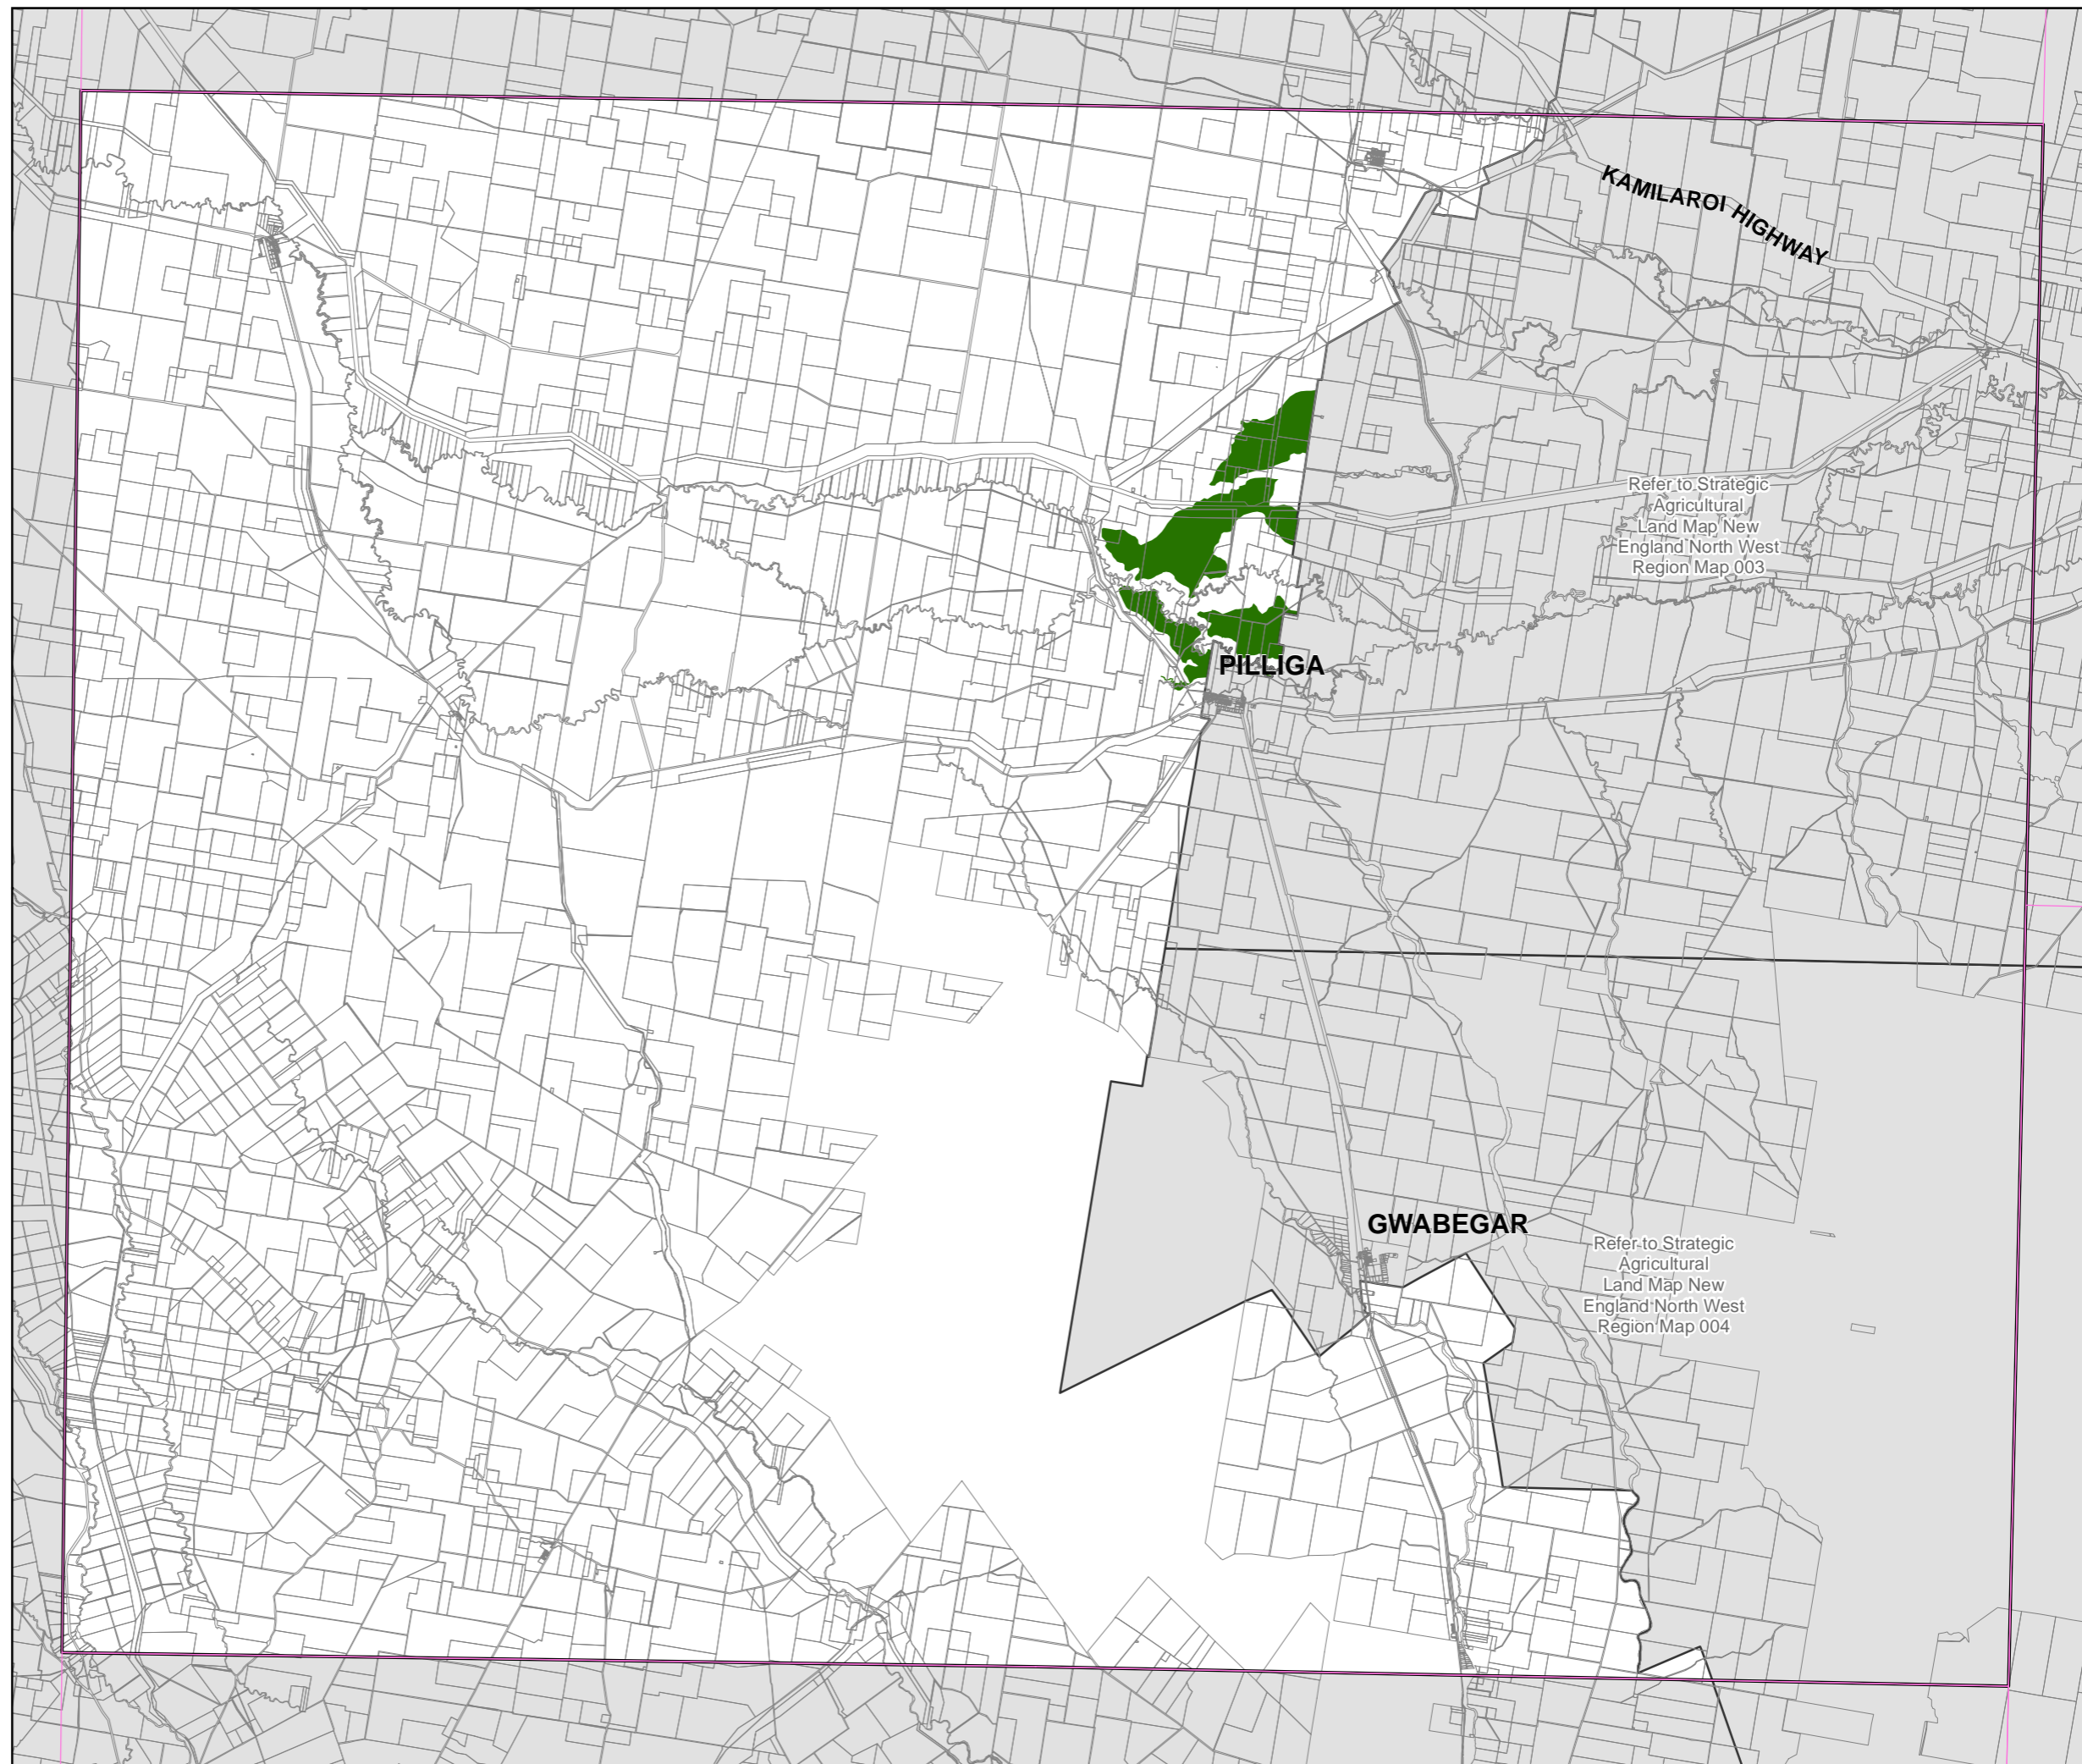 KAMILAROI HIGHWAY
Refer to Strategic
Agricultural
Land Map New
England North West
Region Map 003
PILLIGA
GWABEGAR
Refer to Strategic
Agricultural
Land Map New
England North West
Region Map 004